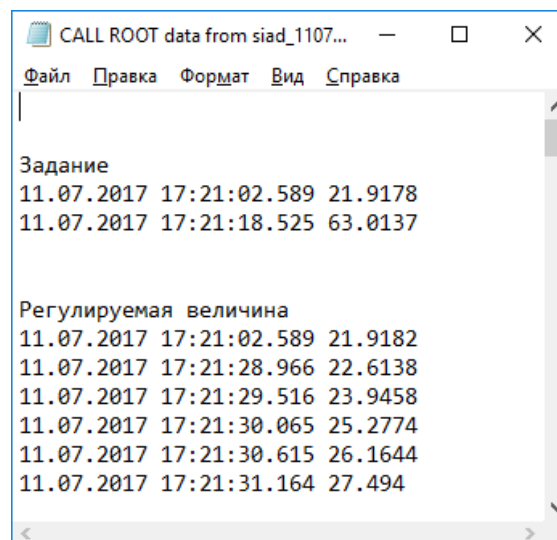 CALL ROOT data from siad_1107...
Файл Правка Формат Вид Справка
Задание
11.07.2017 17:21:02.589 21.9178
11.07.2017 17:21:18.525 63.0137
Регулируемая величина
11.07.2017 17:21:02.589 21.9182
11.07.2017 17:21:28.966 22.6138
11.07.2017 17:21:29.516 23.9458
11.07.2017 17:21:30.065 25.2774
11.07.2017 17:21:30.615 26.1644
11.07.2017 17:21:31.164 27.494